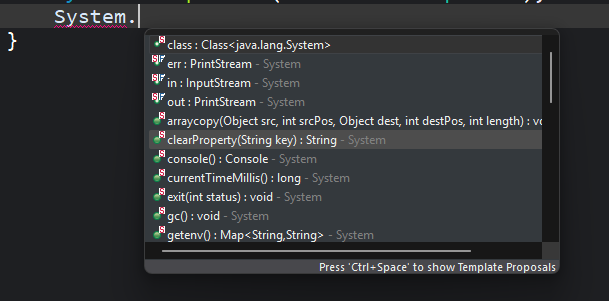 System.
}
class : Class<java.lang.System>
err : PrintStream - System
in : InputStream - System
out : PrintStream - System
arraycopy(Object src, int srcPos, Object dest, int destPos, int length) : vo
clearProperty(String key) : String - System
console() : Console - System
currentTimeMillis() : long - System
exit(int status) : void - System
gc() : void - System
getenv() : Map<String,String> - System
Press 'Ctrl+Space' to show Template Proposals